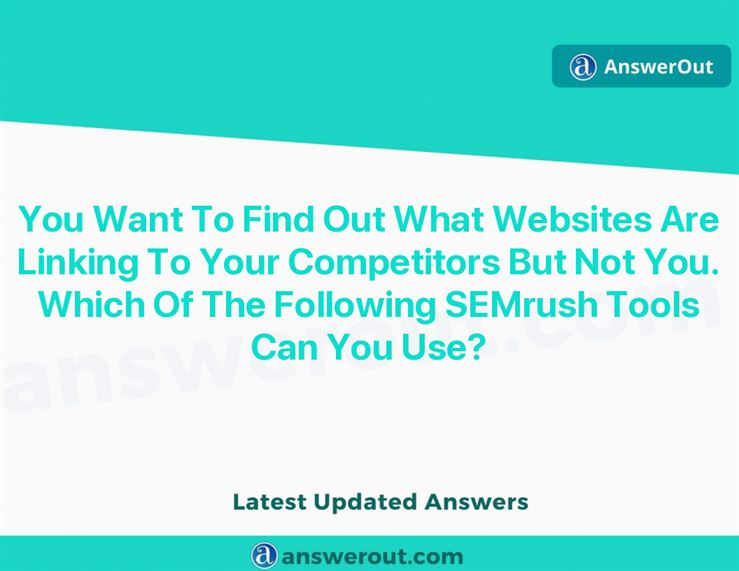 AnswerOut
You Want To Find Out What Websites Are
Linking To Your Competitors But Not You.
Which Of The Following SEMrush Tools
Can You Use?
answerout.com
Latest Updated Answers
answerout.com